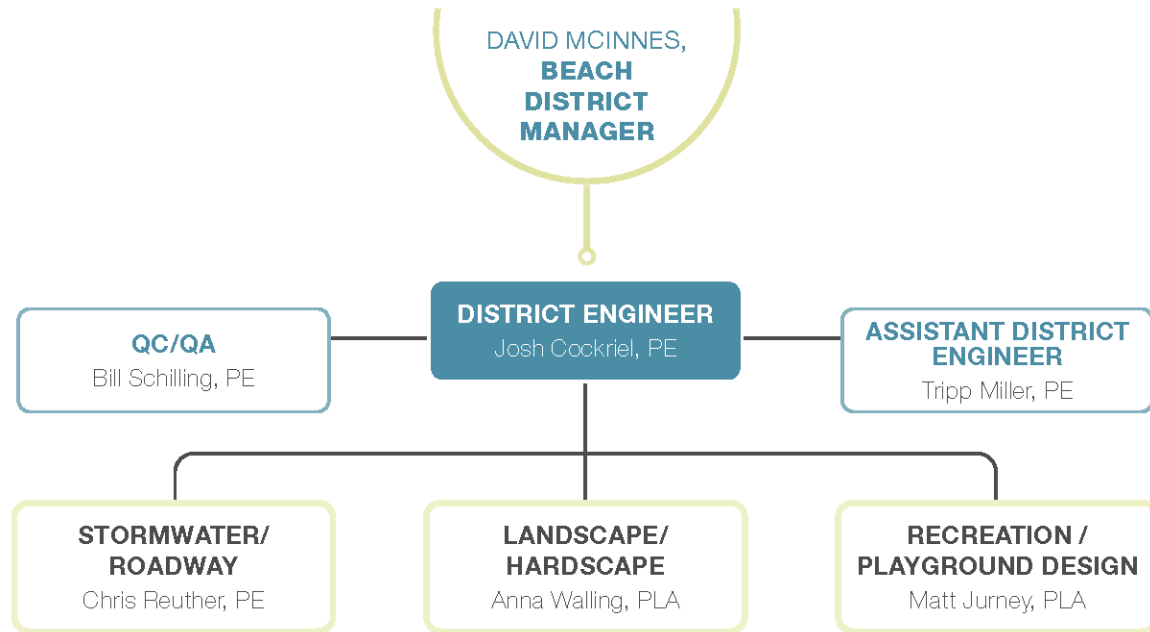 DAVID MCINNES,
BEACH
DISTRICT
MANAGER
DISTRICT ENGINEER
Josh Cockriel, PE
QC/QA
Bill Schilling, PE
ASSISTANT DISTRICT
ENGINEER
Tripp Miller, PE
STORMWATER/
ROADWAY
Chris Reuther, PE
LANDSCAPE/
HARDSCAPE
Anna Walling, PLA
RECREATION /
PLAYGROUND DESIGN
Matt Jurney, PLA